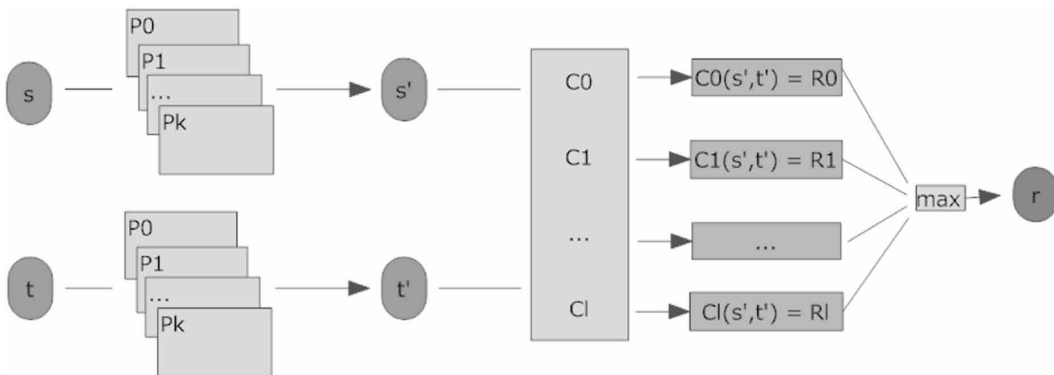 P0
P1
...
Pk
s
s'
C0
C0(s',t') = R0
C1
C1(s',t') = R1
max
r
P0
P1
...
Pk
t
t'
...
...
Cl
Cl(s',t') = Rl